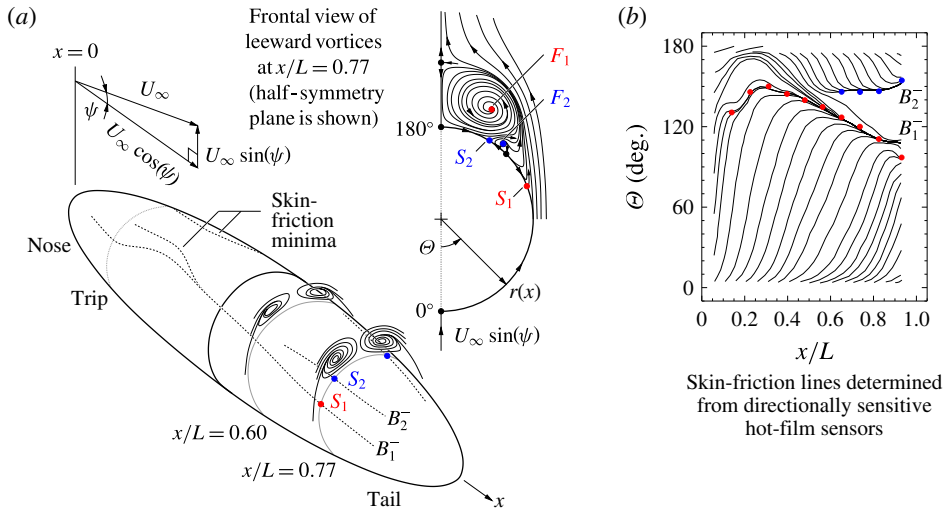 (a)
x = 0
U∞
ψ
U∞ cos(ψ)
U∞ sin(ψ)
Frontal view of
leeward vortices
at x/L = 0.77
(half-symmetry
plane is shown)
F1
F2
180°
S2
S1
Θ
r(x)
0°
U∞ sin(ψ)
Skin-
friction
minima
Nose
Trip
S2
S1
B2−
B1−
x/L = 0.60
x/L = 0.77
Tail
x
(b)
180
120
60
0
Θ (deg.)
B2−
B1−
0 0.2 0.4 0.6 0.8 1.0
x/L
Skin-friction lines determined
from directionally sensitive
hot-film sensors